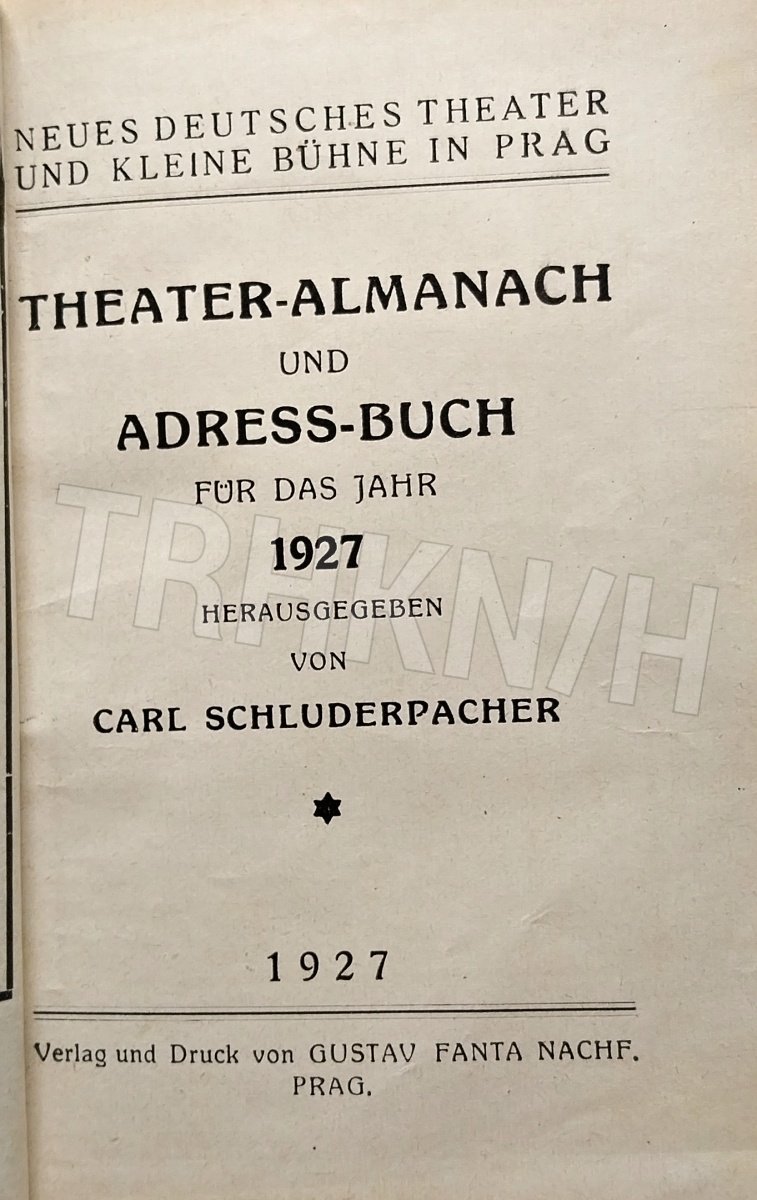 NEUES DEUTSCHES THEATER
UND KLEINE BÜHNE IN PRAG
THEATER-ALMANACH
UND
ADRESS-BUCH
FÜR DAS JAHR
1927
HERAUSGEGEBEN
VON
CARL SCHLUDERPACHER
1927
Verlag und Druck von GUSTAV FANTA NACHF.
PRAG.
TRHKN/H